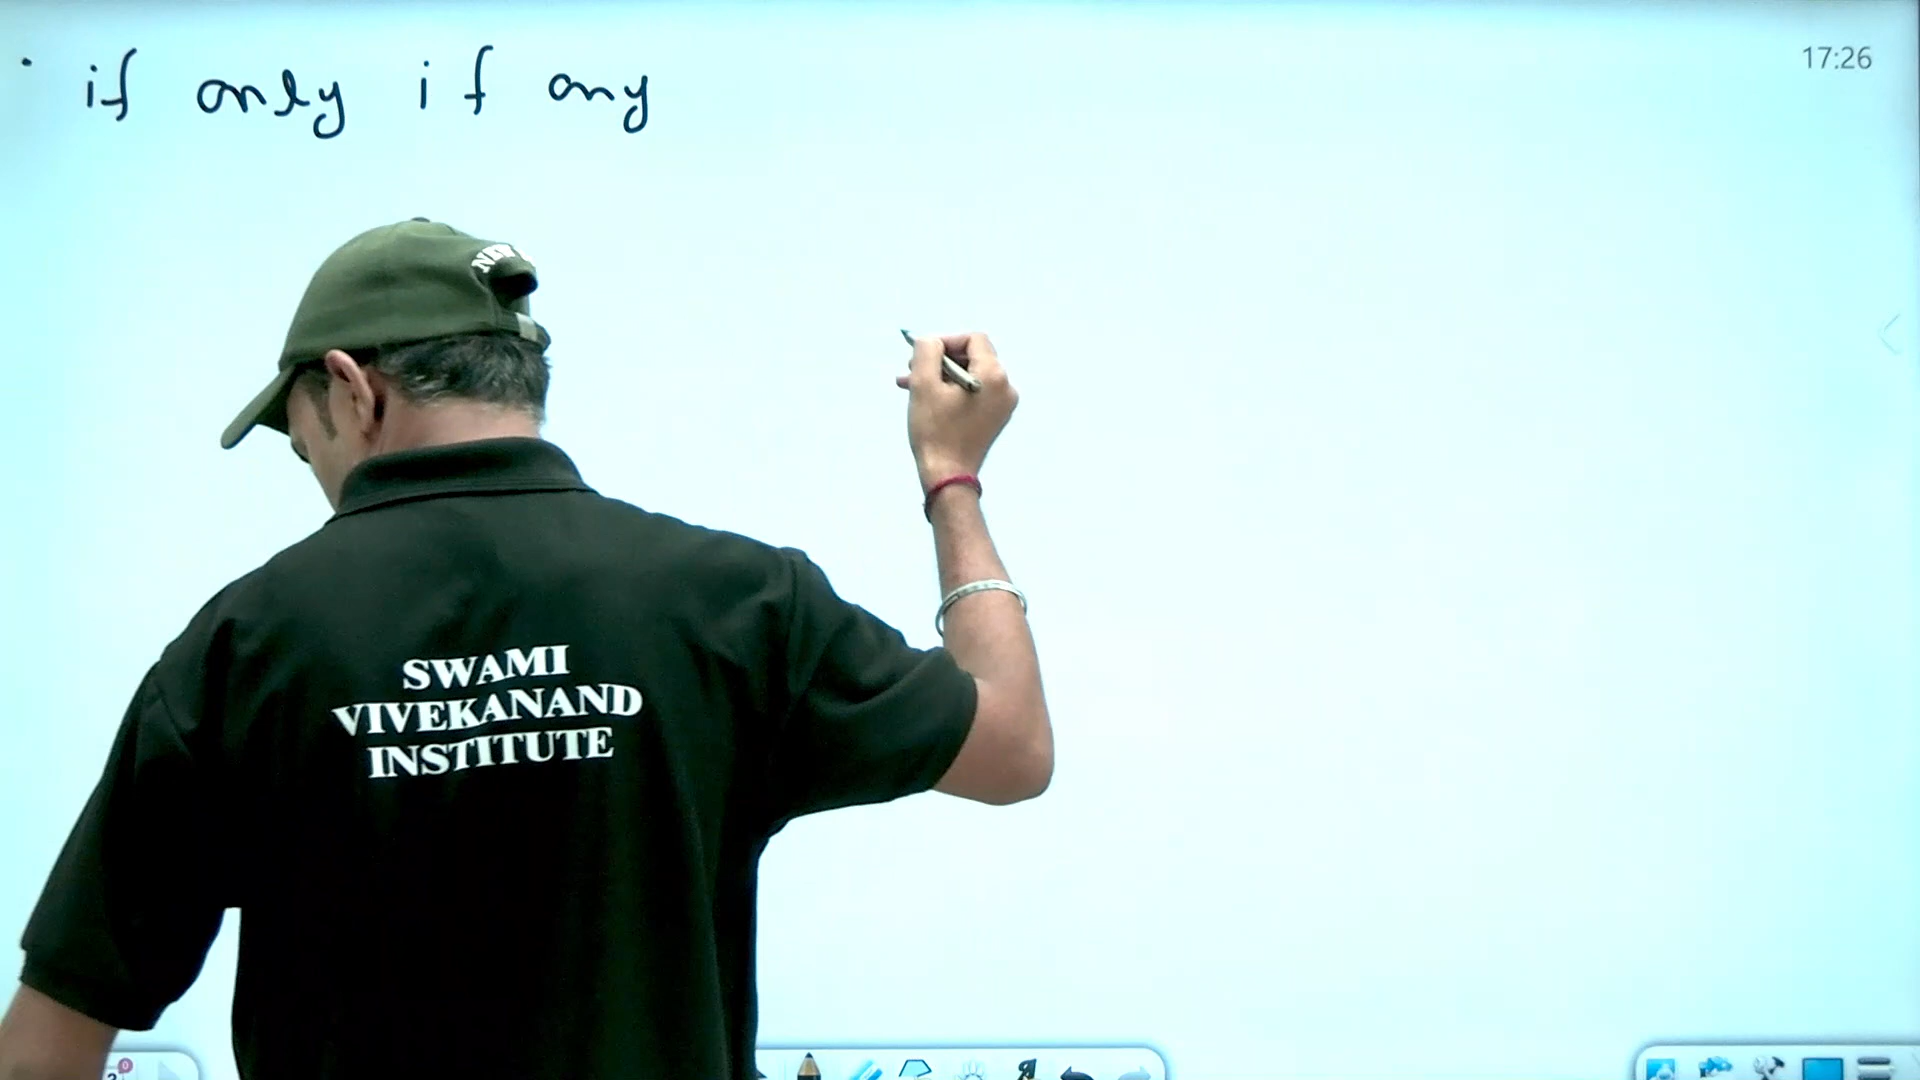 if only if any
17:26
SWAMI
VIVEKANAND
INSTITUTE